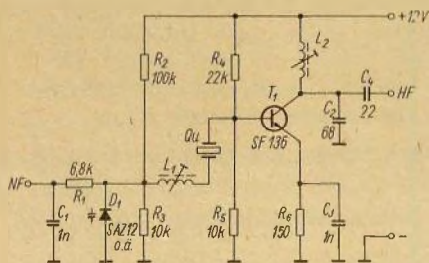 +12V
R2
100k
R4
22k
L2
T1
C4
HF
22
C2
68
SF 136
Qu
L1
NF
6,8k
R1
D1
SAZ12
o.ä.
C1
1n
R3
10k
R5
10k
R6
150
C3
1n
-